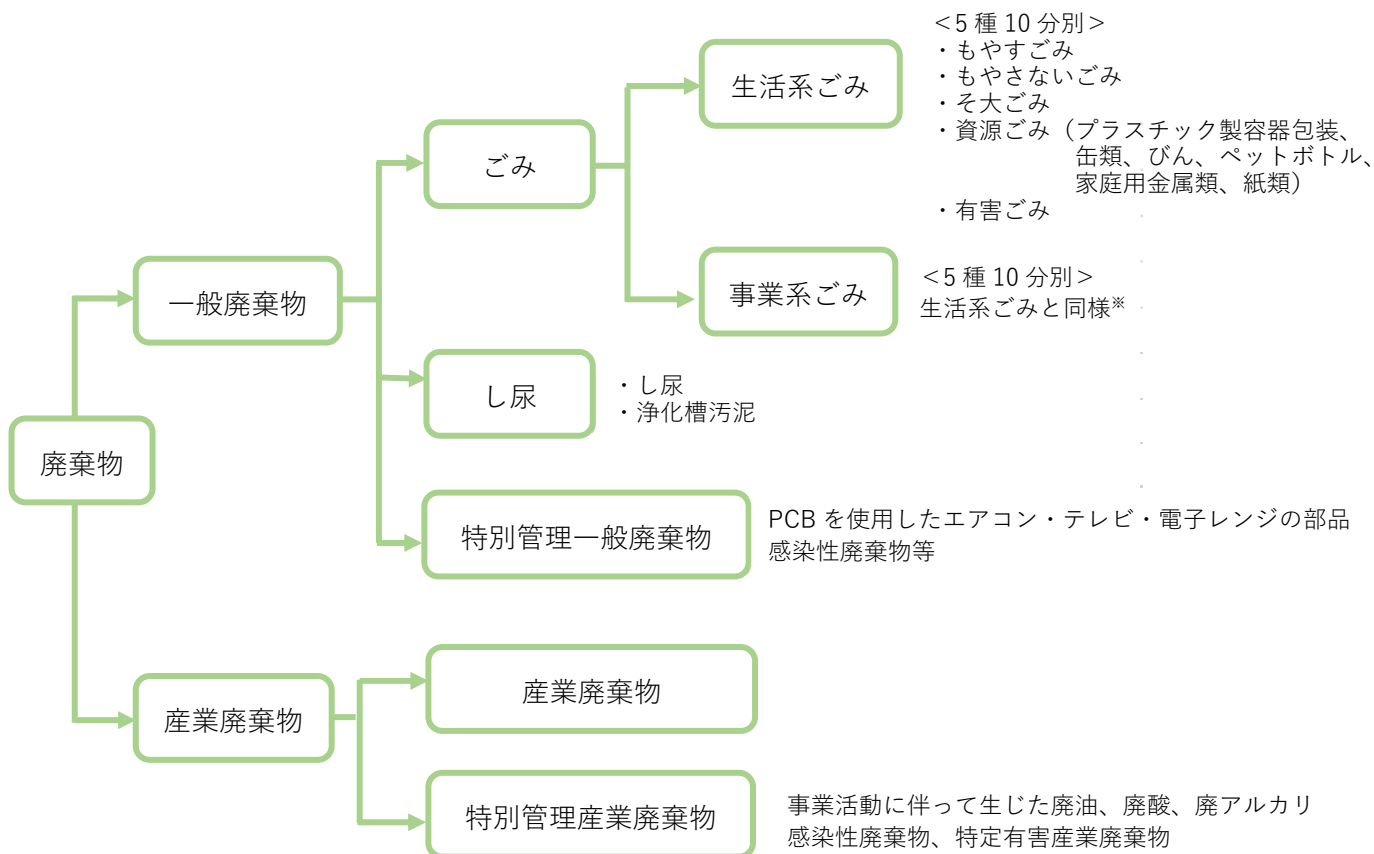 廃棄物
一般廃棄物
ごみ
生活系ごみ
<5 種 10 分別>
・もやすごみ
・もやさないごみ
・そ大ごみ
・資源ごみ（プラスチック製容器包装、
缶類、びん、ペットボトル、
家庭用金属類、紙類）
・有害ごみ
事業系ごみ
<5 種 10 分別>
生活系ごみと同様※
し尿
・し尿
・浄化槽汚泥
特別管理一般廃棄物
PCB を使用したエアコン・テレビ・電子レンジの部品
感染性廃棄物等
産業廃棄物
産業廃棄物
特別管理産業廃棄物
事業活動に伴って生じた廃油、廃酸、廃アルカリ
感染性廃棄物、特定有害産業廃棄物